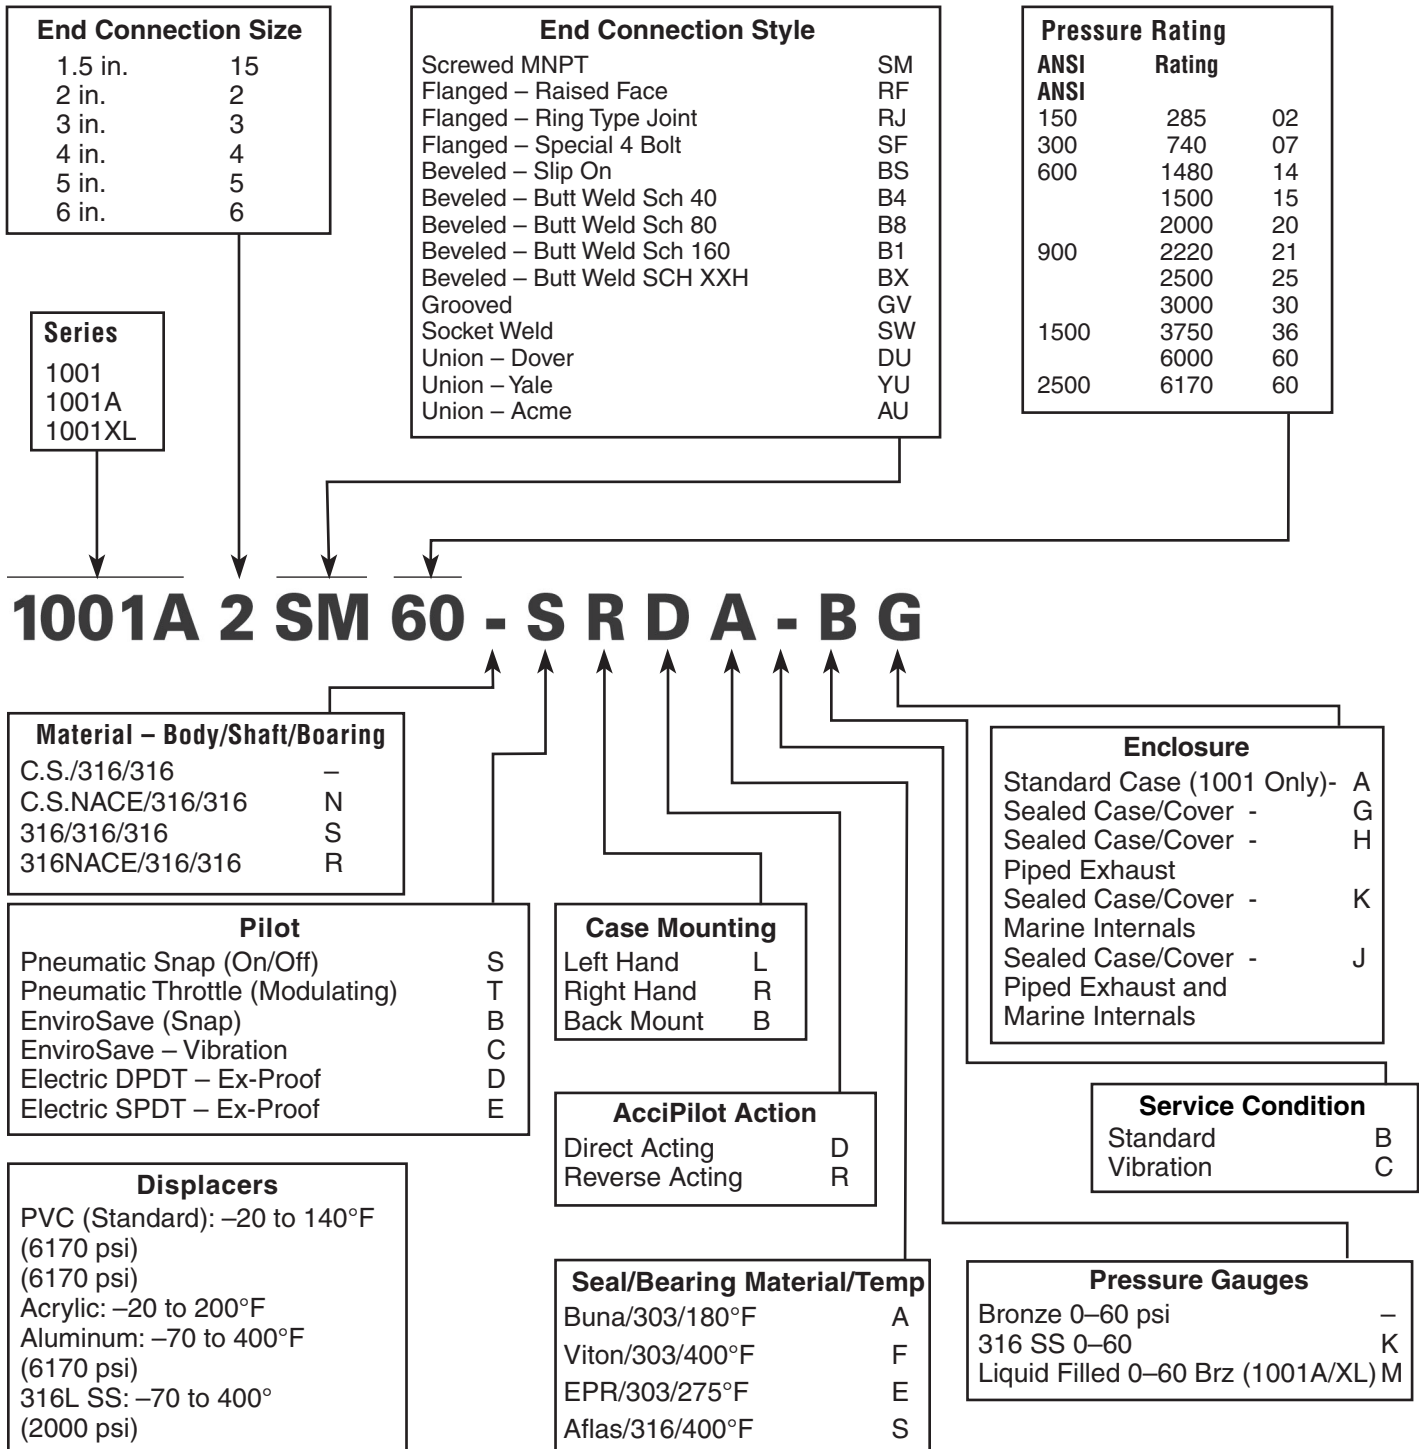 End Connection Size
1.5 in. 15
2 in. 2
3 in. 3
4 in. 4
5 in. 5
6 in. 6
End Connection Style
Screwed MNPT SM
Flanged – Raised Face RF
Flanged – Ring Type Joint RJ
Flanged – Special 4 Bolt SF
Beveled – Slip On BS
Beveled – Butt Weld Sch 40 B4
Beveled – Butt Weld Sch 80 B8
Beveled – Butt Weld Sch 160 B1
Beveled – Butt Weld SCH XXH BX
Grooved GV
Socket Weld SW
Union – Dover DU
Union – Yale YU
Union – Acme AU
Pressure Rating
ANSI Rating
ANSI
150 285 02
300 740 07
600 1480 14
1500 15
2000 20
900 2220 21
2500 25
3000 30
1500 3750 36
6000 60
2500 6170 60
Series
1001
1001A
1001XL
1001A 2 SM 60 - S R D A - B G
Material – Body/Shaft/Boaring
C.S./316/316 –
C.S.NACE/316/316 N
316/316/316 S
316NACE/316/316 R
Pilot
Pneumatic Snap (On/Off) S
Pneumatic Throttle (Modulating) T
EnviroSave (Snap) B
EnviroSave – Vibration C
Electric DPDT – Ex-Proof D
Electric SPDT – Ex-Proof E
Displacers
PVC (Standard): –20 to 140°F
(6170 psi)
(6170 psi)
Acrylic: –20 to 200°F
Aluminum: –70 to 400°F
(6170 psi)
316L SS: –70 to 400°
(2000 psi)
Case Mounting
Left Hand L
Right Hand R
Back Mount B
AcciPilot Action
Direct Acting D
Reverse Acting R
Seal/Bearing Material/Temp
Buna/303/180°F A
Viton/303/400°F F
EPR/303/275°F E
Aflas/316/400°F S
Enclosure
Standard Case (1001 Only)- A
Sealed Case/Cover - G
Sealed Case/Cover - H
Piped Exhaust
Sealed Case/Cover - K
Marine Internals
Sealed Case/Cover - J
Piped Exhaust and
Marine Internals
Service Condition
Standard B
Vibration C
Pressure Gauges
Bronze 0–60 psi –
316 SS 0–60 K
Liquid Filled 0–60 Brz (1001A/XL) M